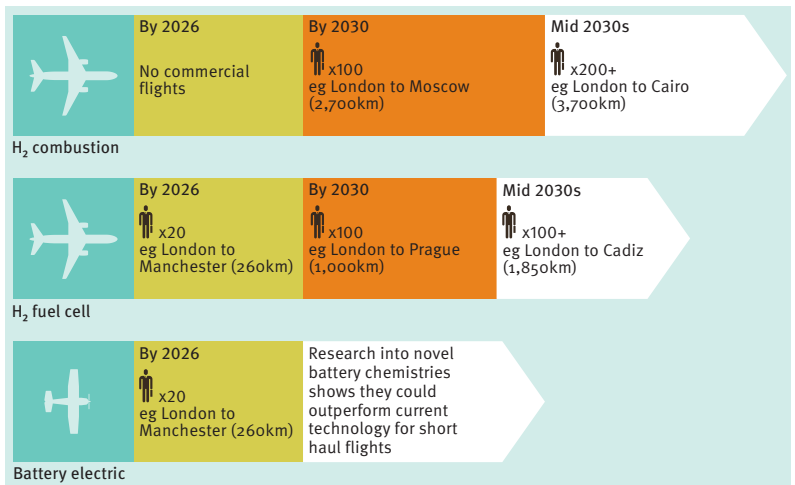 By 2026
No commercial
flights
By 2030
x100
eg London to Moscow
(2,700km)
Mid 2030s
x200+
eg London to Cairo
(3,700km)
H₂ combustion
By 2026
x20
eg London to
Manchester (260km)
By 2030
x100
eg London to Prague
(1,000km)
Mid 2030s
x100+
eg London to Cadiz
(1,850km)
H₂ fuel cell
By 2026
x20
eg London to
Manchester (260km)
Research into novel
battery chemistries
shows they could
outperform current
technology for short
haul flights
Battery electric